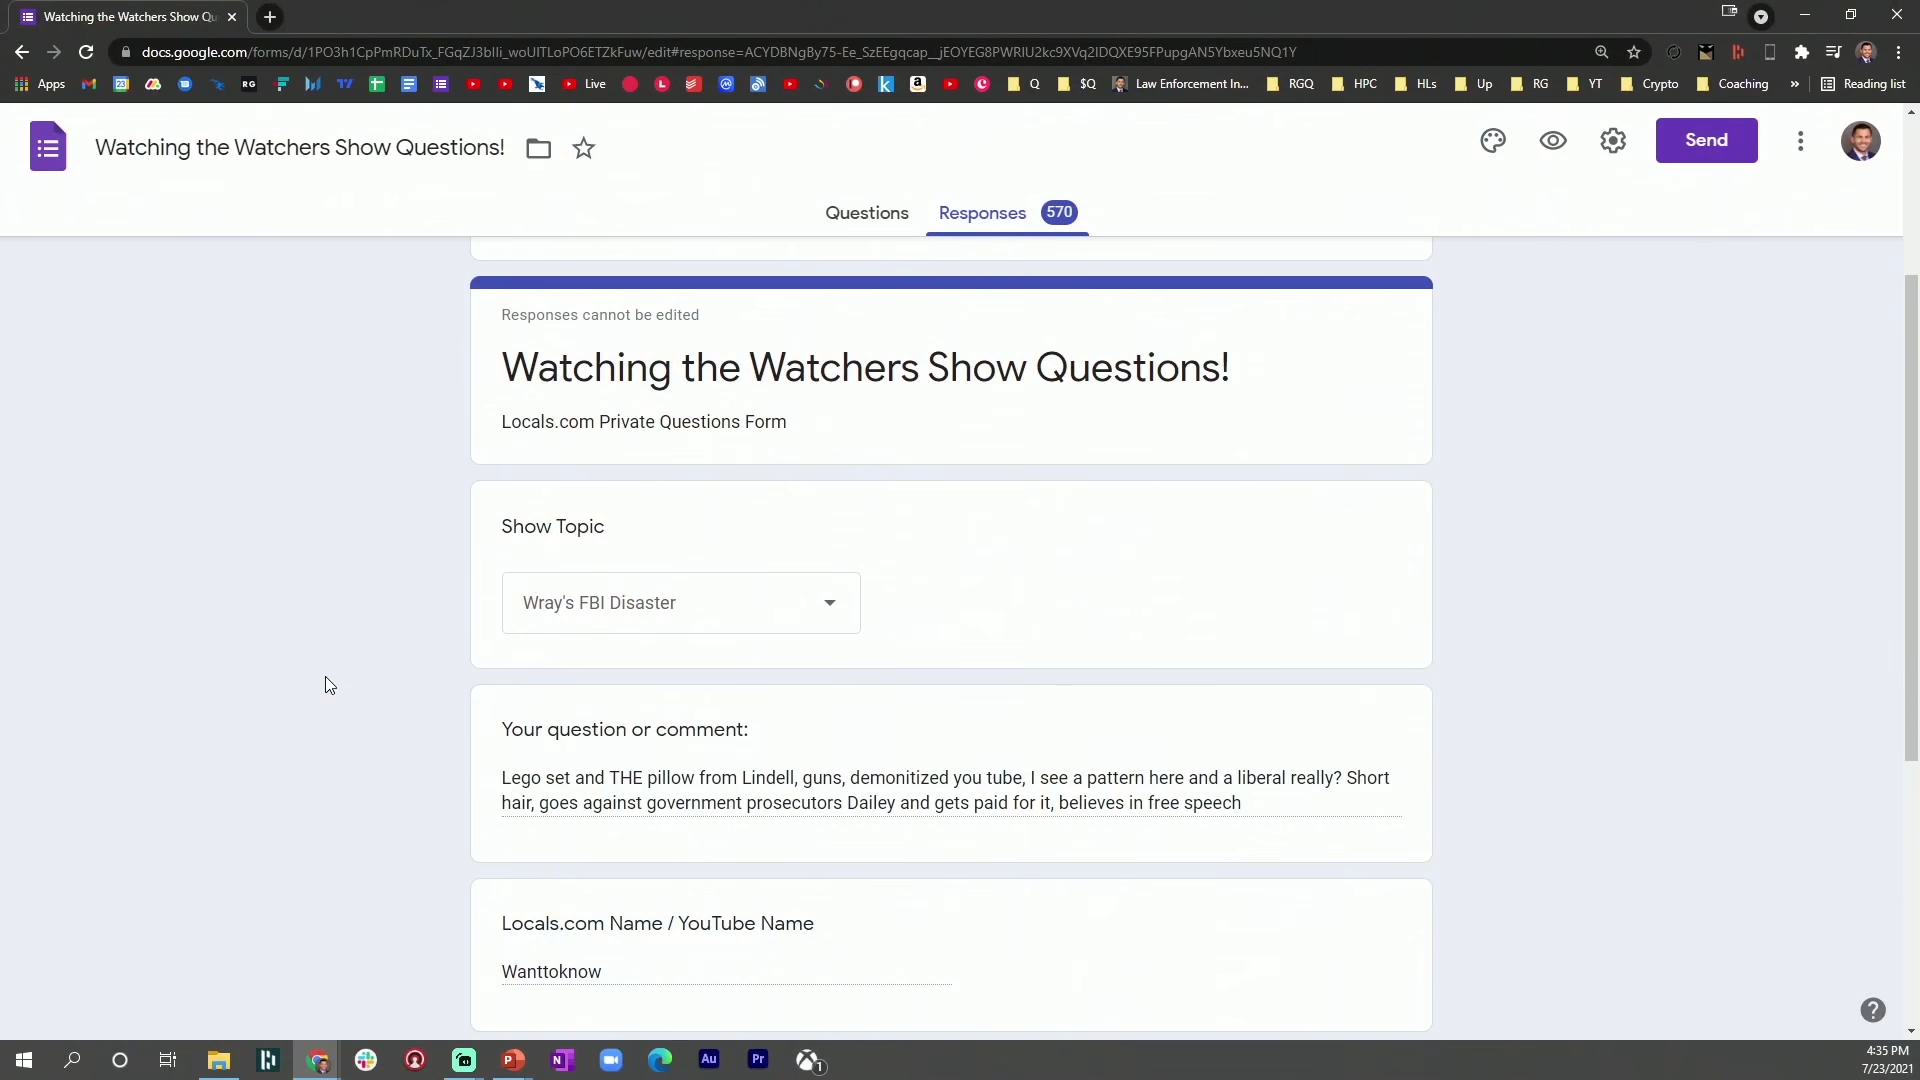 Watching the Watchers Show Qu
docs.google.com/forms/d/1PO3h1CpPmRDuTx_FGqZJ3blIi_woUITLoPO6ETZkFuw/edit#response=ACYDBNgBy75-Ee_SzEEgqcap__jEOYEG8PWRIU2kc9XVq2IDQXE95FPupgAN5Ybxeu5NQ1Y
Apps
RG
Live
Q
$Q
Law Enforcement In...
RGQ
HPC
HLs
Up
RG
YT
Crypto
Coaching
»
Reading list
Watching the Watchers Show Questions!
Send
Questions
Responses 570
Responses cannot be edited
Watching the Watchers Show Questions!
Locals.com Private Questions Form
Show Topic
Wray's FBI Disaster
Your question or comment:
Lego set and THE pillow from Lindell, guns, demonitized you tube, I see a pattern here and a liberal really? Short
hair, goes against government prosecutors Dailey and gets paid for it, believes in free speech
Locals.com Name / YouTube Name
Wanttoknow
Au
Pr
1
4:35 PM
7/23/2021